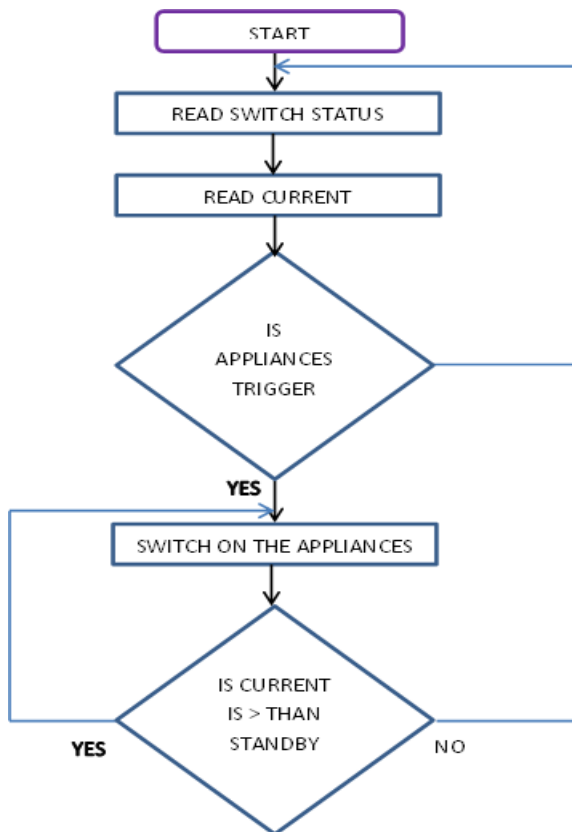 START
READ SWITCH STATUS
READ CURRENT
IS
APPLIANCES
TRIGGER
YES
SWITCH ON THE APPLIANCES
IS CURRENT
IS > THAN
STANDBY
YES
NO